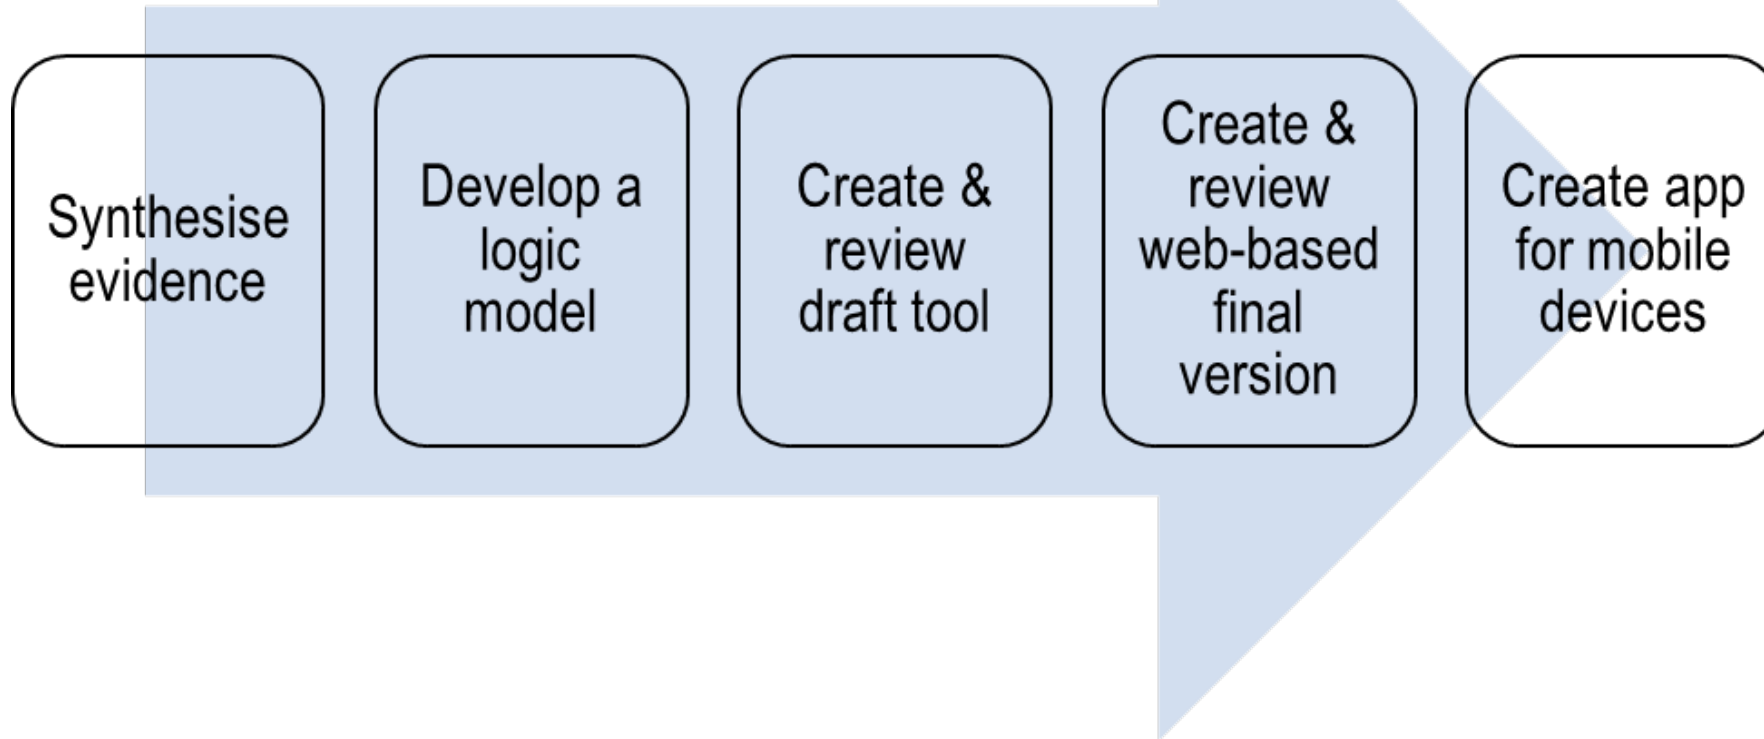 Synthesise
evidence
Develop a
logic
model
Create &
review
draft tool
Create &
review
web-based
final
version
Create app
for mobile
devices